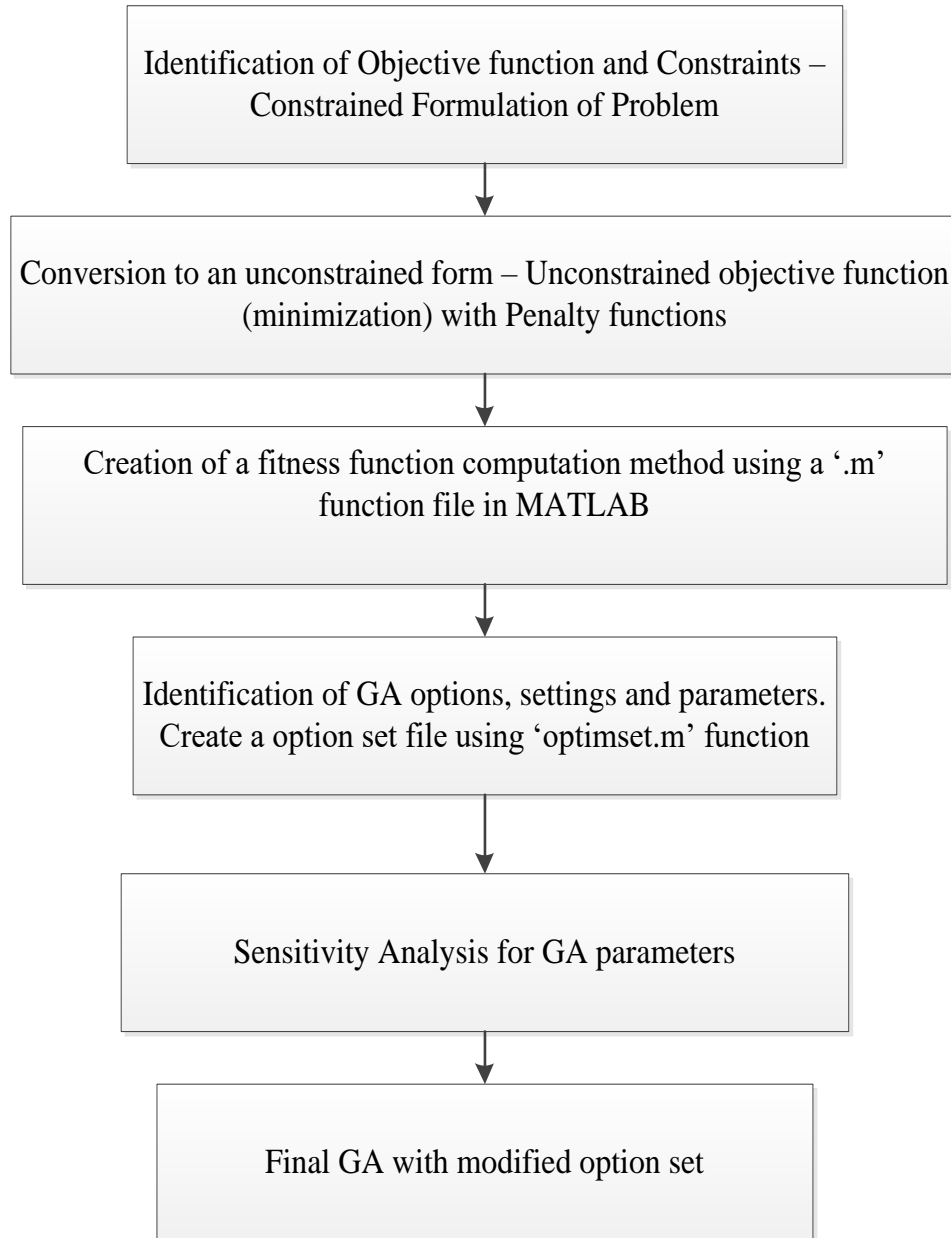 Identification of Objective function and Constraints –
Constrained Formulation of Problem
Conversion to an unconstrained form – Unconstrained objective function
(minimization) with Penalty functions
Creation of a fitness function computation method using a ‘.m’
function file in MATLAB
Identification of GA options, settings and parameters.
Create a option set file using ‘optimset.m’ function
Sensitivity Analysis for GA parameters
Final GA with modified option set